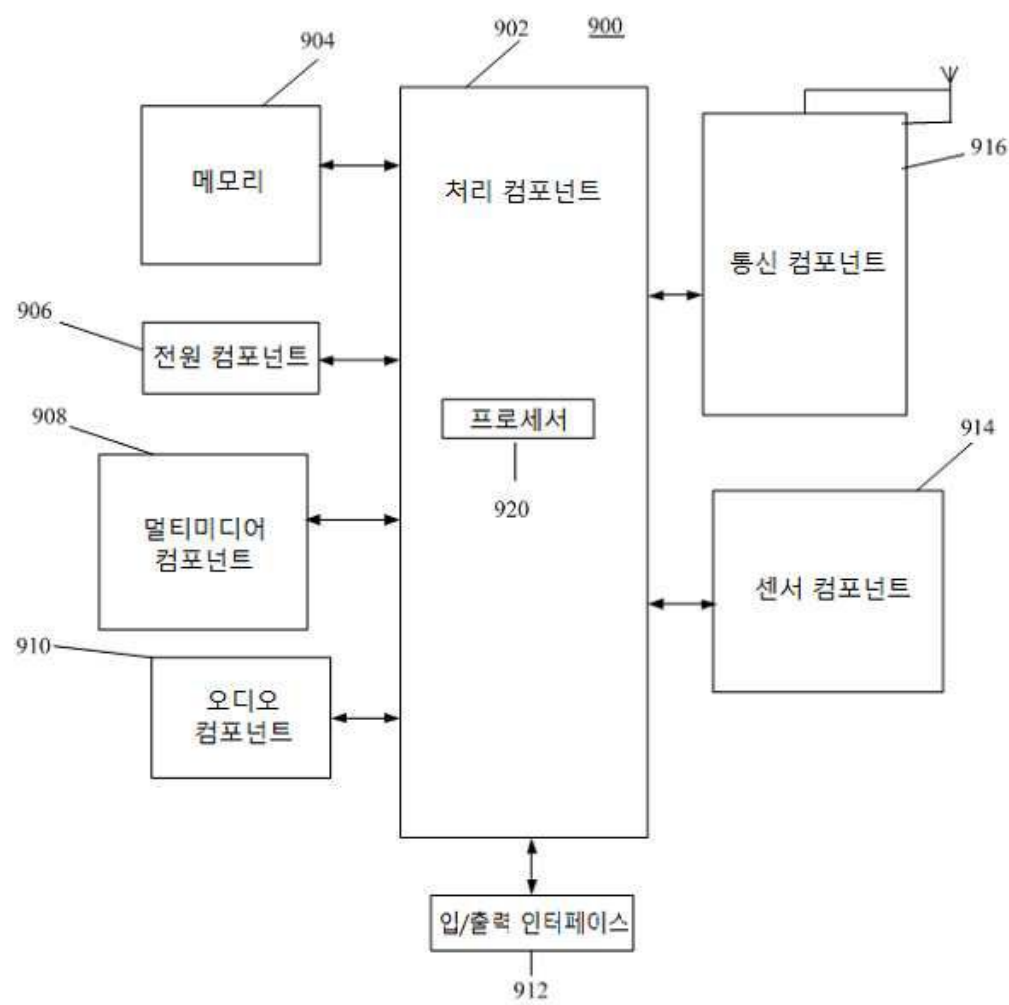 900
902
904
메모리
처리 컴포넌트
916
통신 컴포넌트
906
전원 컴포넌트
프로세서
920
908
멀티미디어
컴포넌트
914
센서 컴포넌트
910
오디오
컴포넌트
입/출력 인터페이스
912